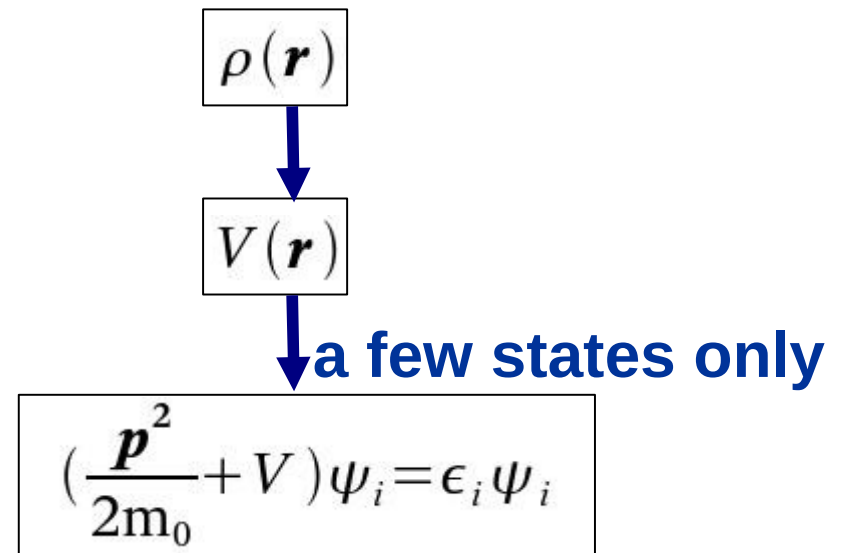 ρ(r)
V(r)
a few states only
(p²/2m₀+V)ψᵢ=ϵᵢψᵢ